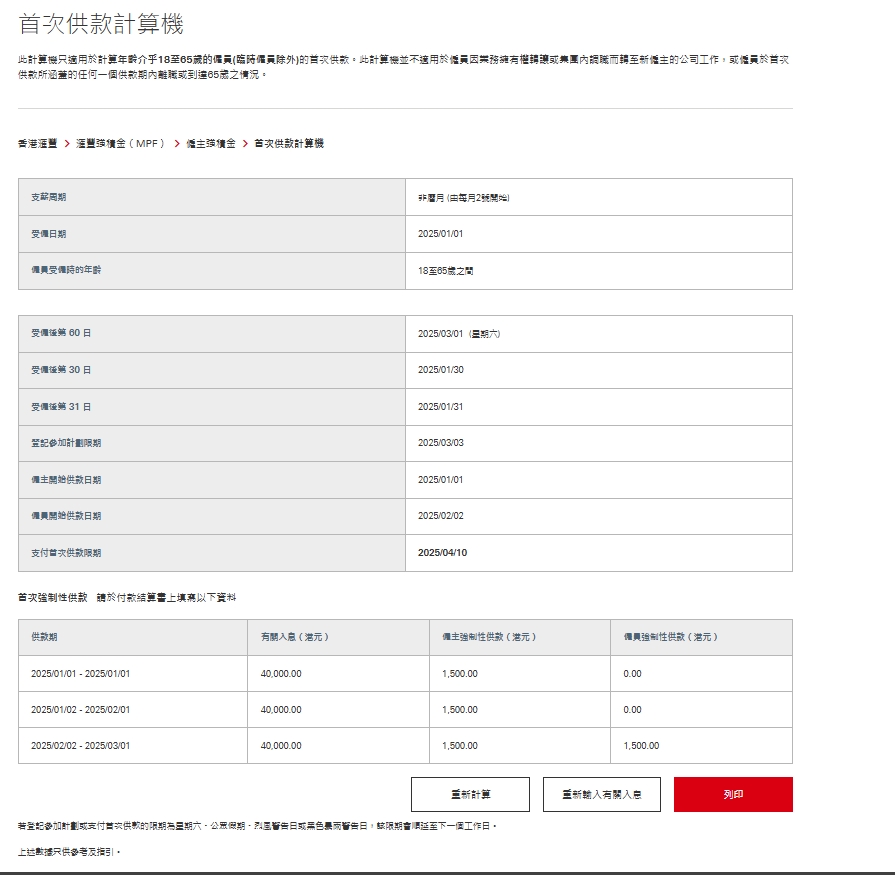 首次供款計算機
此計算機只適用於計算年齡介乎18至65歲的僱員(臨時僱員除外)的首次供款。此計算機並不適用於僱員因業務擁有權轉讓或集團內調職而轉至新僱主的公司工作，或僱員於首次
供款所涵蓋的任何一個供款期內離職或到達65歲之情況。
香港滙豐 > 滙豐強積金（MPF） > 僱主強積金 > 首次供款計算機
支薪周期 非曆月 (由每月2號開始)
受僱日期 2025/01/01
僱員受僱時的年齡 18至65歲之間
受僱後第 60 日 2025/03/01 (星期六)
受僱後第 30 日 2025/01/30
受僱後第 31 日 2025/01/31
登記參加計劃限期 2025/03/03
僱主開始供款日期 2025/01/01
僱員開始供款日期 2025/02/02
支付首次供款限期 2025/04/10
首次強制性供款 請於付款結算書上填寫以下資料
供款期 有關入息（港元） 僱主強制性供款（港元） 僱員強制性供款（港元）
2025/01/01 - 2025/01/01 40,000.00 1,500.00 0.00
2025/01/02 - 2025/02/01 40,000.00 1,500.00 0.00
2025/02/02 - 2025/03/01 40,000.00 1,500.00 1,500.00
重新計算 重新輸入有關入息 列印
若登記參加計劃或支付首次供款的限期為星期六、公眾假期、烈風警告日或黑色暴雨警告日，該限期會順延至下一個工作日。
上述數據只供參考及指引。